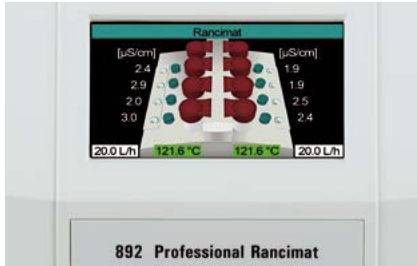 Rancimat
[µS/cm] [µS/cm]
2.4 1.9
2.9 1.9
2.0 2.5
3.0 2.4
20.0 L/h 121.6 °C 121.6 °C 20.0 L/h
892 Professional Rancimat